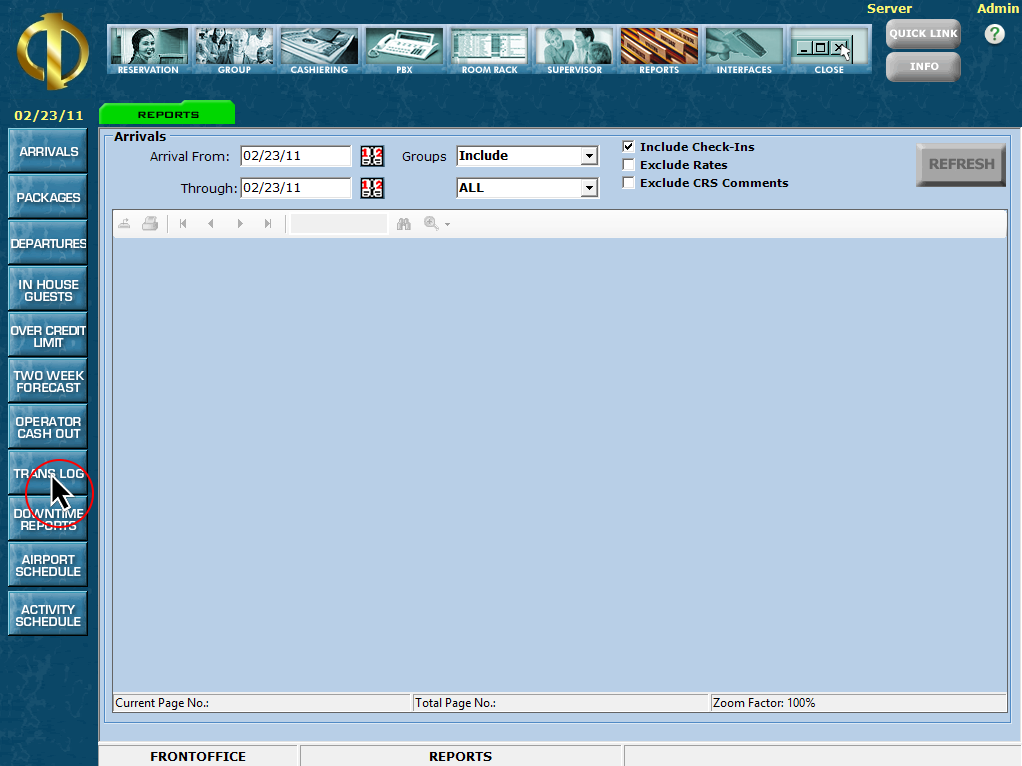 Server Admin
QUICK LINK
?
INFO
RESERVATION GROUP CASHIERING PBX ROOM RACK SUPERVISOR REPORTS INTERFACES CLOSE
02/23/11
REPORTS
ARRIVALS
PACKAGES
DEPARTURES
IN HOUSE
GUESTS
OVER CREDIT
LIMIT
TWO WEEK
FORECAST
OPERATOR
CASH OUT
TRANS LOG
DOWNTIME
REPORTS
AIRPORT
SCHEDULE
ACTIVITY
SCHEDULE
Arrivals
Arrival From: 02/23/11 Groups Include
Through: 02/23/11 ALL
Include Check-Ins
Exclude Rates
Exclude CRS Comments
REFRESH
Current Page No.: Total Page No.: Zoom Factor: 100%
FRONTOFFICE REPORTS